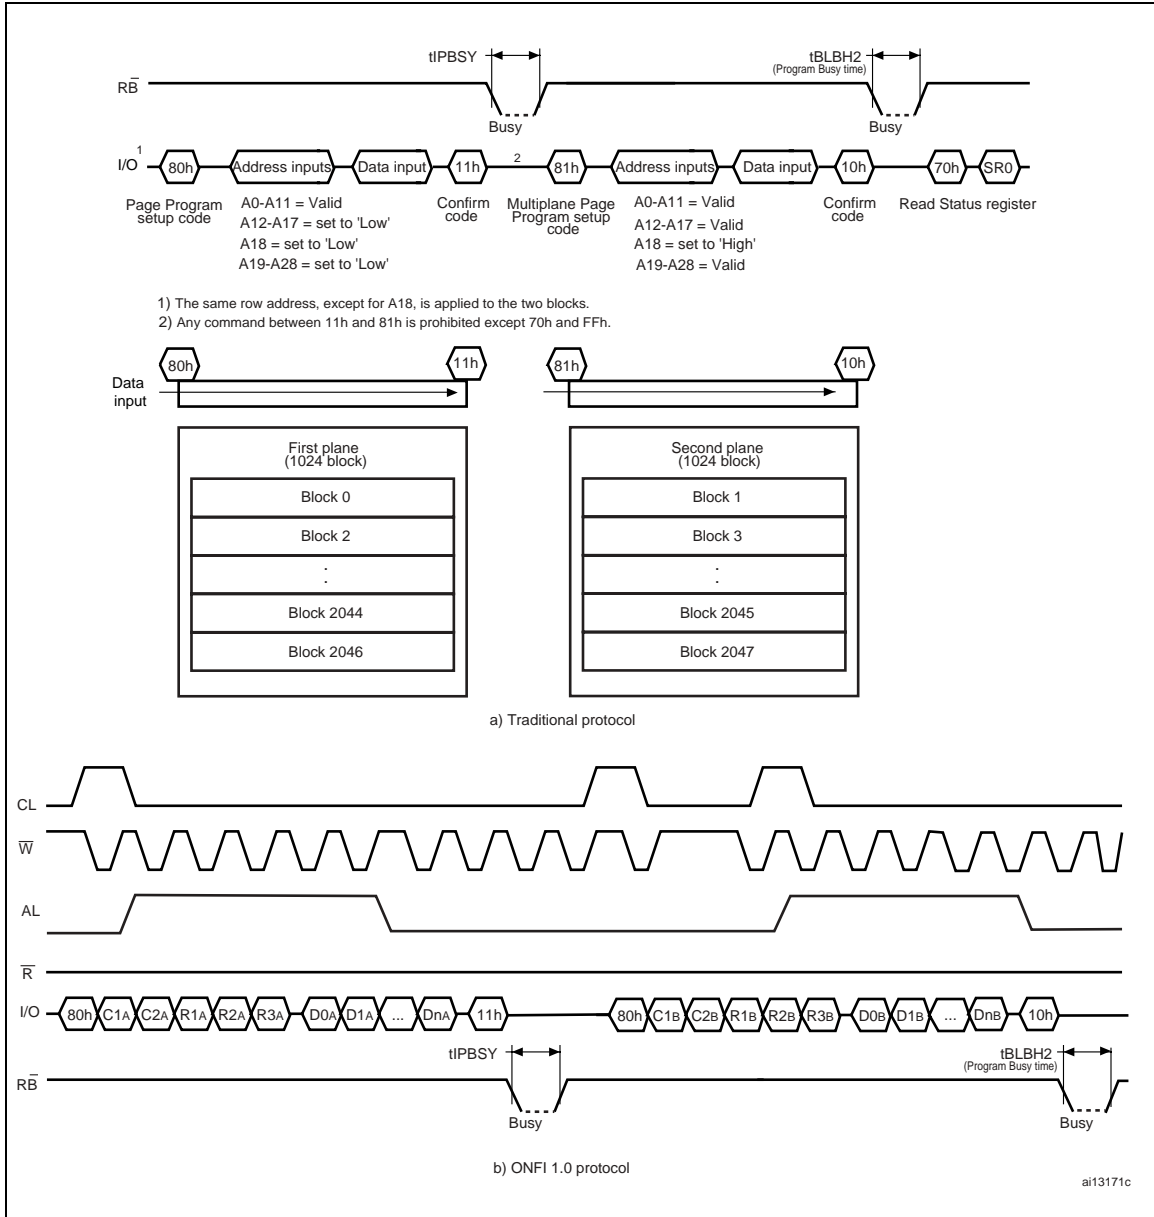 tIPBSY
tBLBH2
(Program Busy time)
RB̅
Busy
Busy
I/O 1 80h Address inputs Data input 11h 2 81h Address inputs Data input 10h 70h SR0
Page Program setup code
A0-A11 = Valid
A12-A17 = set to 'Low'
A18 = set to 'Low'
A19-A28 = set to 'Low'
Confirm code
Multiplane Page Program setup code
A0-A11 = Valid
A12-A17 = Valid
A18 = set to 'High'
A19-A28 = Valid
Confirm code
Read Status register
1) The same row address, except for A18, is applied to the two blocks.
2) Any command between 11h and 81h is prohibited except 70h and FFh.
80h 11h 81h 10h
Data input
First plane
(1024 block)
Block 0
Block 2
:
Block 2044
Block 2046
Second plane
(1024 block)
Block 1
Block 3
:
Block 2045
Block 2047
a) Traditional protocol
CL
W̅
AL
R̅
I/O 80h C1A C2A R1A R2A R3A D0A D1A ... DnA 11h 80h C1B C2B R1B R2B R3B D0B D1B ... DnB 10h
tIPBSY
tBLBH2
(Program Busy time)
RB̅
Busy
Busy
b) ONFI 1.0 protocol
ai13171c